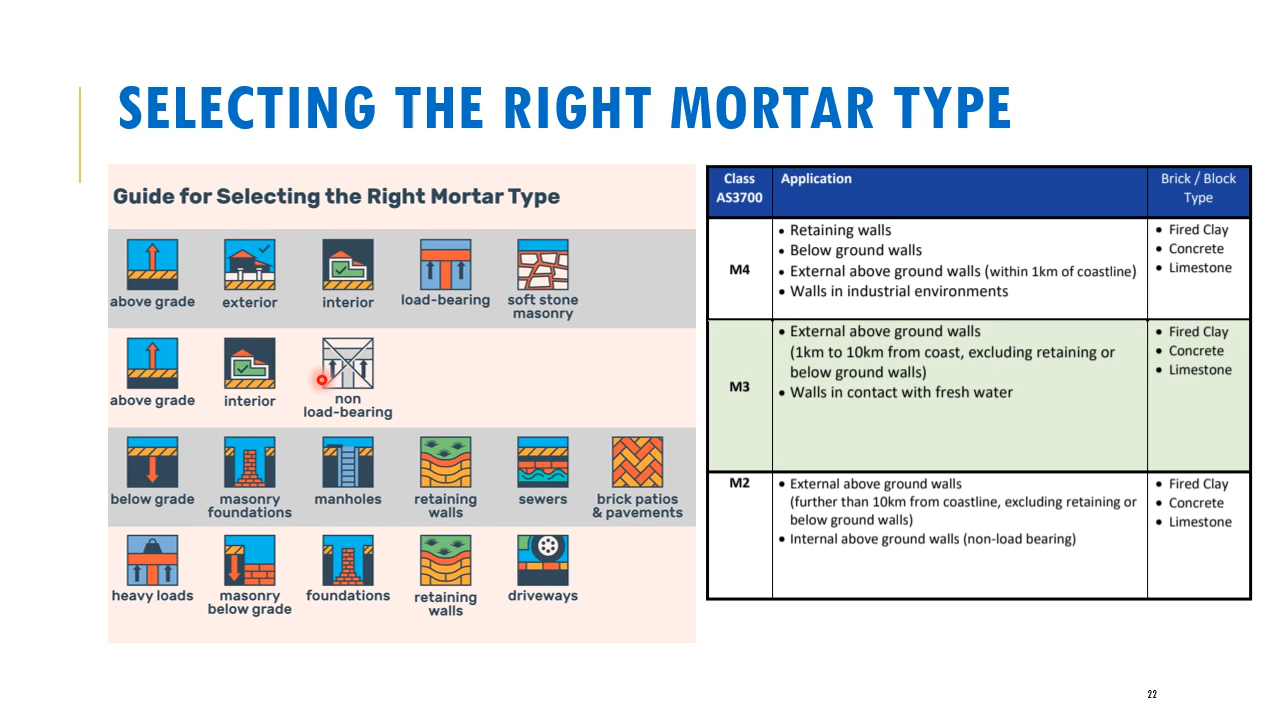 SELECTING THE RIGHT MORTAR TYPE
Guide for Selecting the Right Mortar Type
above grade
exterior
interior
load-bearing
soft stone
masonry
above grade
interior
non
load-bearing
below grade
masonry
foundations
manholes
retaining
walls
sewers
brick patios
& pavements
heavy loads
masonry
below grade
foundations
retaining
walls
driveways
Class
AS3700
Application
Brick / Block
Type
M4
• Retaining walls
• Below ground walls
• External above ground walls (within 1km of coastline)
• Walls in industrial environments
• Fired Clay
• Concrete
• Limestone
M3
• External above ground walls
(1km to 10km from coast, excluding retaining or
below ground walls)
• Walls in contact with fresh water
• Fired Clay
• Concrete
• Limestone
M2
• External above ground walls
(further than 10km from coastline, excluding retaining or
below ground walls)
• Internal above ground walls (non-load bearing)
• Fired Clay
• Concrete
• Limestone
22